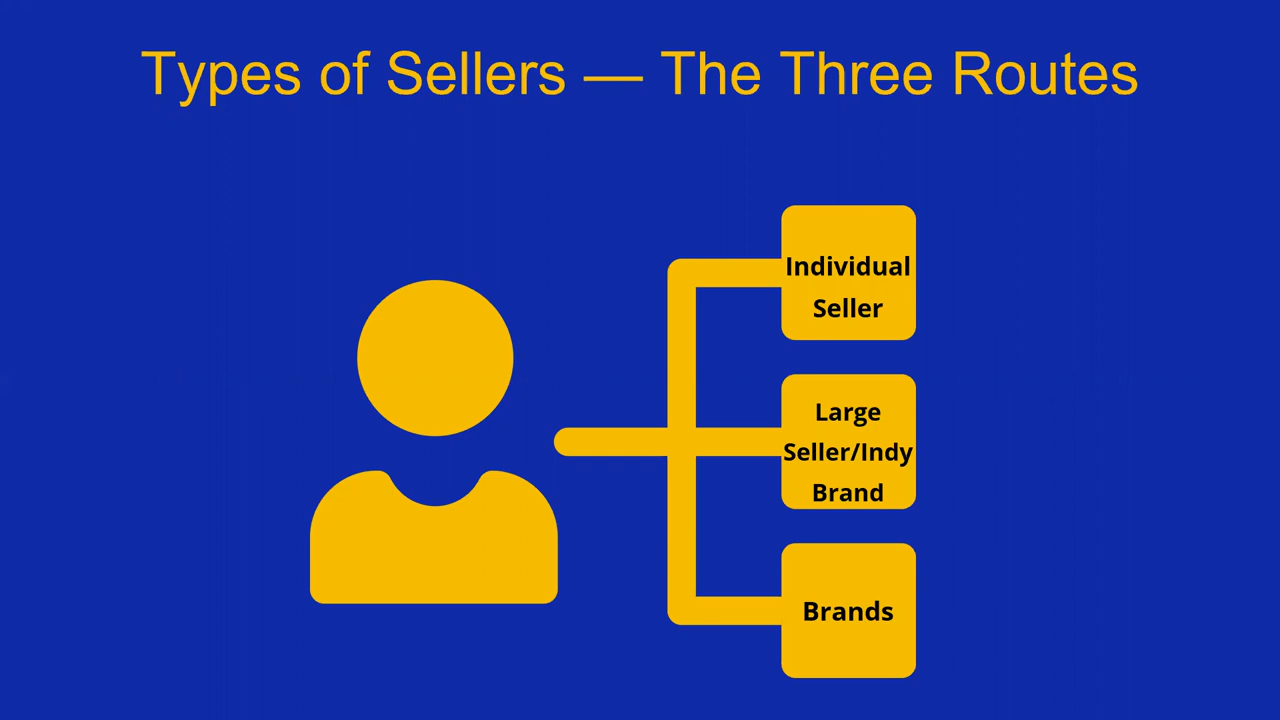 Types of Sellers — The Three Routes
Individual
Seller
Large
Seller/Indy
Brand
Brands